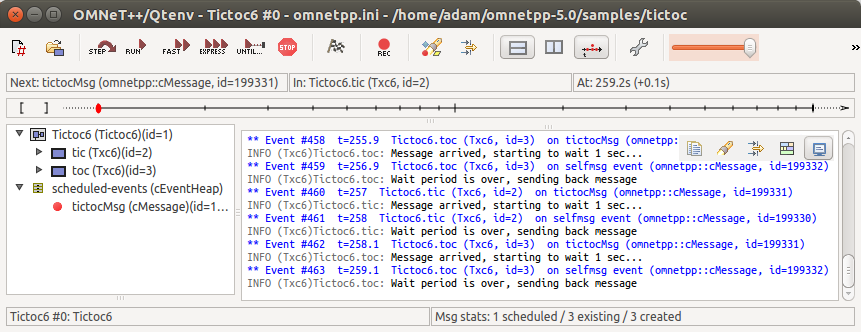 OMNeT++/Qtenv - Tictoc6 #0 - omnetpp.ini - /home/adam/omnetpp-5.0/samples/tictoc
STEP RUN FAST EXPRESS UNTIL... STOP REC
Next: tictocMsg (omnetpp::cMessage, id=199331) In: Tictoc6.tic (Txc6, id=2) At: 259.2s (+0.1s)
[ ]
Tictoc6 (Tictoc6)(id=1)
tic (Txc6)(id=2)
toc (Txc6)(id=3)
scheduled-events (cEventHeap)
tictocMsg (cMessage)(id=1...
** Event #458 t=255.9 Tictoc6.toc (Txc6, id=3) on tictocMsg (omnetpp:
INFO (Txc6)Tictoc6.toc: Message arrived, starting to wait 1 sec...
** Event #459 t=256.9 Tictoc6.toc (Txc6, id=3) on selfmsg event (omnetpp::cMessage, id=199332)
INFO (Txc6)Tictoc6.toc: Wait period is over, sending back message
** Event #460 t=257 Tictoc6.tic (Txc6, id=2) on tictocMsg (omnetpp::cMessage, id=199331)
INFO (Txc6)Tictoc6.tic: Message arrived, starting to wait 1 sec...
** Event #461 t=258 Tictoc6.tic (Txc6, id=2) on selfmsg event (omnetpp::cMessage, id=199330)
INFO (Txc6)Tictoc6.tic: Wait period is over, sending back message
** Event #462 t=258.1 Tictoc6.toc (Txc6, id=3) on tictocMsg (omnetpp::cMessage, id=199331)
INFO (Txc6)Tictoc6.toc: Message arrived, starting to wait 1 sec...
** Event #463 t=259.1 Tictoc6.toc (Txc6, id=3) on selfmsg event (omnetpp::cMessage, id=199332)
INFO (Txc6)Tictoc6.toc: Wait period is over, sending back message
Tictoc6 #0: Tictoc6 Msg stats: 1 scheduled / 3 existing / 3 created